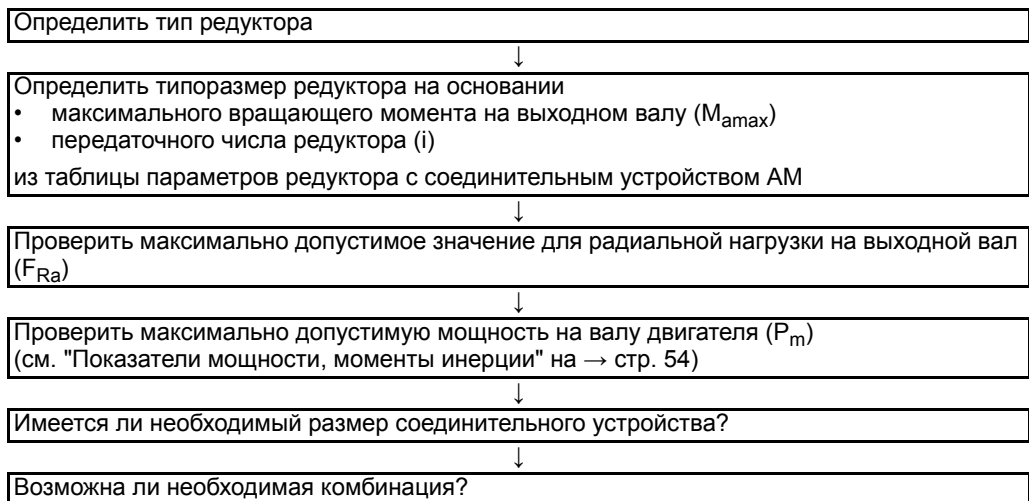 Определить тип редуктора
↓
Определить типоразмер редуктора на основании
• максимального вращающего момента на выходном валу (Mamax)
• передаточного числа редуктора (i)
из таблицы параметров редуктора с соединительным устройством AM
↓
Проверить максимально допустимое значение для радиальной нагрузки на выходной вал
(FRa)
↓
Проверить максимально допустимую мощность на валу двигателя (Pm)
(см. "Показатели мощности, моменты инерции" на → стр. 54)
↓
Имеется ли необходимый размер соединительного устройства?
↓
Возможна ли необходимая комбинация?